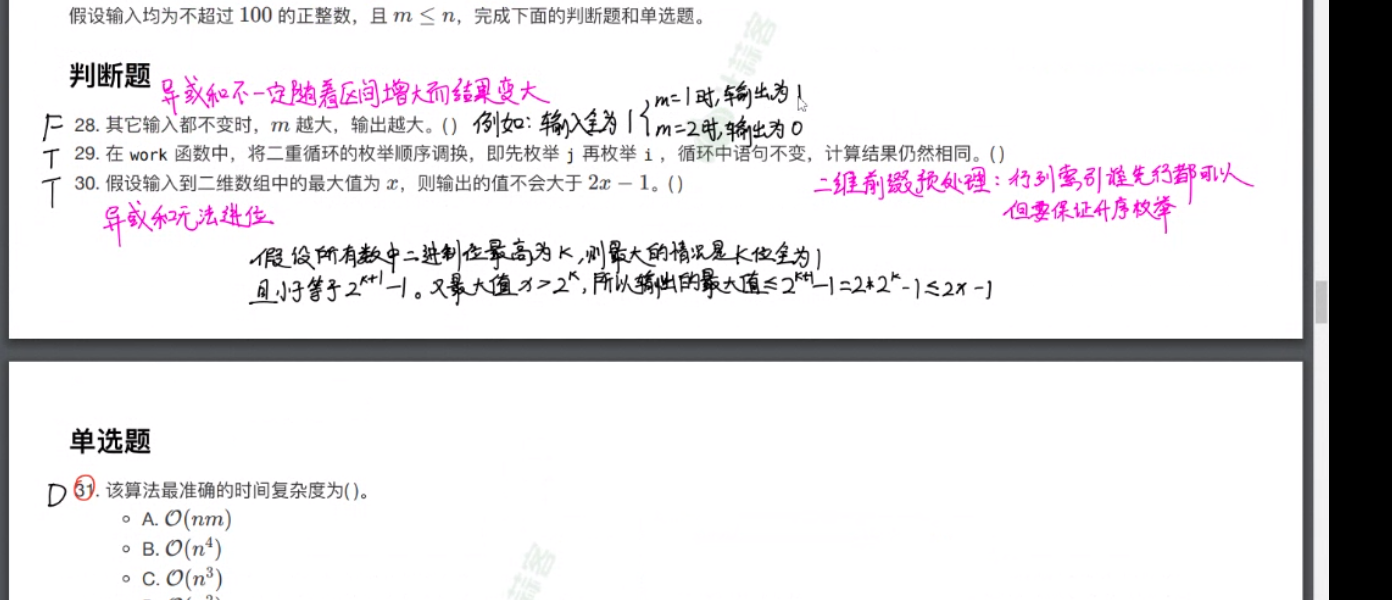 假设输入均为不超过 100 的正整数，且 m ≤ n，完成下面的判断题和单选题。
判断题
异或和不一定随着区间增大而结果变大
m=1时,输出为1
F 28. 其它输入都不变时，m 越大，输出越大。() 例如：输入全为1
m=2时,输出为0
T 29. 在 work 函数中，将二重循环的枚举顺序调换，即先枚举 j 再枚举 i ，循环中语句不变，计算结果仍然相同。()
T 30. 假设输入到二维数组中的最大值为 x，则输出的值不会大于 2x − 1。()
二维前缀预处理：行列索引谁先行都可以
但要保证升序枚举
异或和无法进位
假设所有数中二进制位最高为K,则最大的情况是K位全为1
且小于等于2^{K+1}-1。又最大值x>2^K,所以输出的最大值≤2^{K+1}-1=2*2^K-1≤2x-1
单选题
D 31. 该算法最准确的时间复杂度为()。
A. O(nm)
B. O(n^4)
C. O(n^3)
蒜客
蒜客